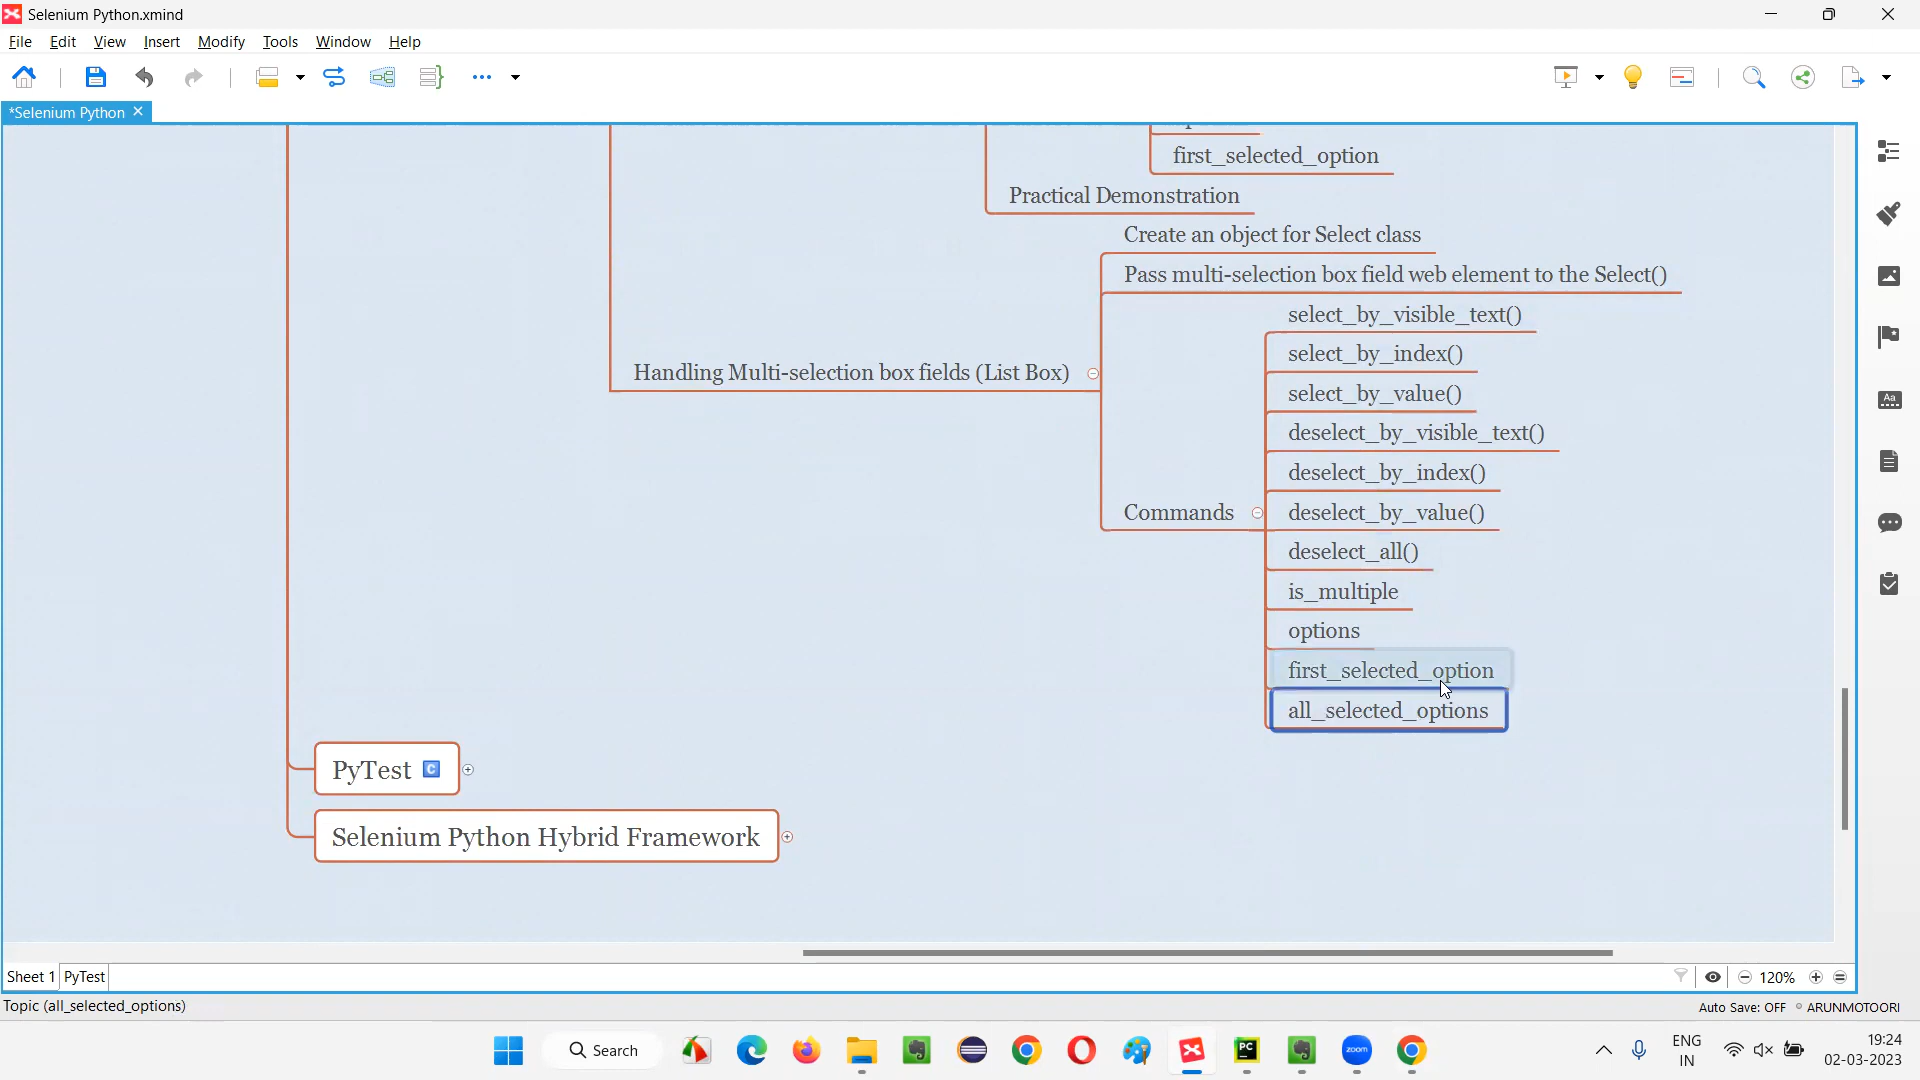 Selenium Python.xmind
File Edit View Insert Modify Tools Window Help
*Selenium Python
first_selected_option
Practical Demonstration
Create an object for Select class
Pass multi-selection box field web element to the Select()
select_by_visible_text()
select_by_index()
Handling Multi-selection box fields (List Box)
select_by_value()
deselect_by_visible_text()
deselect_by_index()
Commands
deselect_by_value()
deselect_all()
is_multiple
options
first_selected_option
all_selected_options
PyTest C
Selenium Python Hybrid Framework
Aa
Sheet 1 PyTest
120%
Topic (all_selected_options)
Auto Save: OFF ARUNMOTOORI
Search
PC
zoom
ENG
IN
19:24
02-03-2023